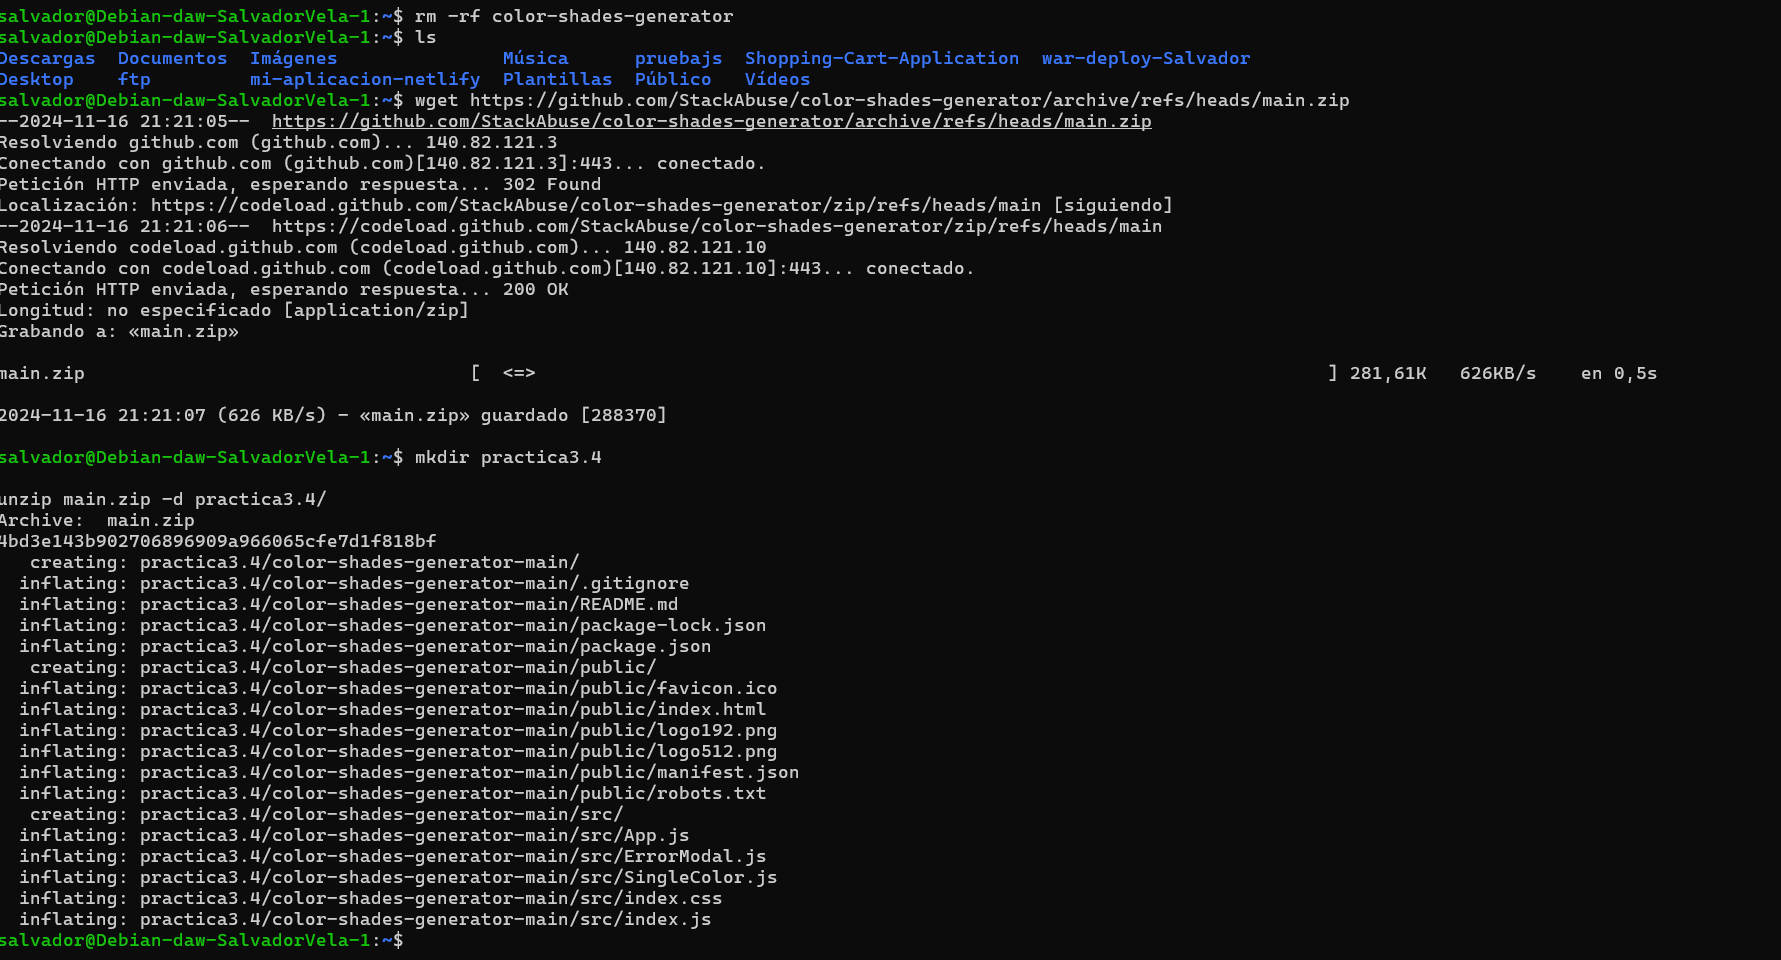 salvador@Debian-daw-SalvadorVela-1:~$ rm -rf color-shades-generator
salvador@Debian-daw-SalvadorVela-1:~$ ls
Descargas  Documentos  Imágenes               Música      pruebajs  Shopping-Cart-Application  war-deploy-Salvador
Desktop    ftp         mi-aplicacion-netlify  Plantillas  Público   Vídeos
salvador@Debian-daw-SalvadorVela-1:~$ wget https://github.com/StackAbuse/color-shades-generator/archive/refs/heads/main.zip
--2024-11-16 21:21:05--  https://github.com/StackAbuse/color-shades-generator/archive/refs/heads/main.zip
Resolviendo github.com (github.com)... 140.82.121.3
Conectando con github.com (github.com)[140.82.121.3]:443... conectado.
Petición HTTP enviada, esperando respuesta... 302 Found
Localización: https://codeload.github.com/StackAbuse/color-shades-generator/zip/refs/heads/main [siguiendo]
--2024-11-16 21:21:06--  https://codeload.github.com/StackAbuse/color-shades-generator/zip/refs/heads/main
Resolviendo codeload.github.com (codeload.github.com)... 140.82.121.10
Conectando con codeload.github.com (codeload.github.com)[140.82.121.10]:443... conectado.
Petición HTTP enviada, esperando respuesta... 200 OK
Longitud: no especificado [application/zip]
Grabando a: «main.zip»
main.zip                                   [  <=>                                                                        ] 281,61K   626KB/s    en 0,5s
2024-11-16 21:21:07 (626 KB/s) - «main.zip» guardado [288370]
salvador@Debian-daw-SalvadorVela-1:~$ mkdir practica3.4
unzip main.zip -d practica3.4/
Archive:  main.zip
4bd3e143b902706896909a966065cfe7d1f818bf
   creating: practica3.4/color-shades-generator-main/
  inflating: practica3.4/color-shades-generator-main/.gitignore
  inflating: practica3.4/color-shades-generator-main/README.md
  inflating: practica3.4/color-shades-generator-main/package-lock.json
  inflating: practica3.4/color-shades-generator-main/package.json
   creating: practica3.4/color-shades-generator-main/public/
  inflating: practica3.4/color-shades-generator-main/public/favicon.ico
  inflating: practica3.4/color-shades-generator-main/public/index.html
  inflating: practica3.4/color-shades-generator-main/public/logo192.png
  inflating: practica3.4/color-shades-generator-main/public/logo512.png
  inflating: practica3.4/color-shades-generator-main/public/manifest.json
  inflating: practica3.4/color-shades-generator-main/public/robots.txt
   creating: practica3.4/color-shades-generator-main/src/
  inflating: practica3.4/color-shades-generator-main/src/App.js
  inflating: practica3.4/color-shades-generator-main/src/ErrorModal.js
  inflating: practica3.4/color-shades-generator-main/src/SingleColor.js
  inflating: practica3.4/color-shades-generator-main/src/index.css
  inflating: practica3.4/color-shades-generator-main/src/index.js
salvador@Debian-daw-SalvadorVela-1:~$